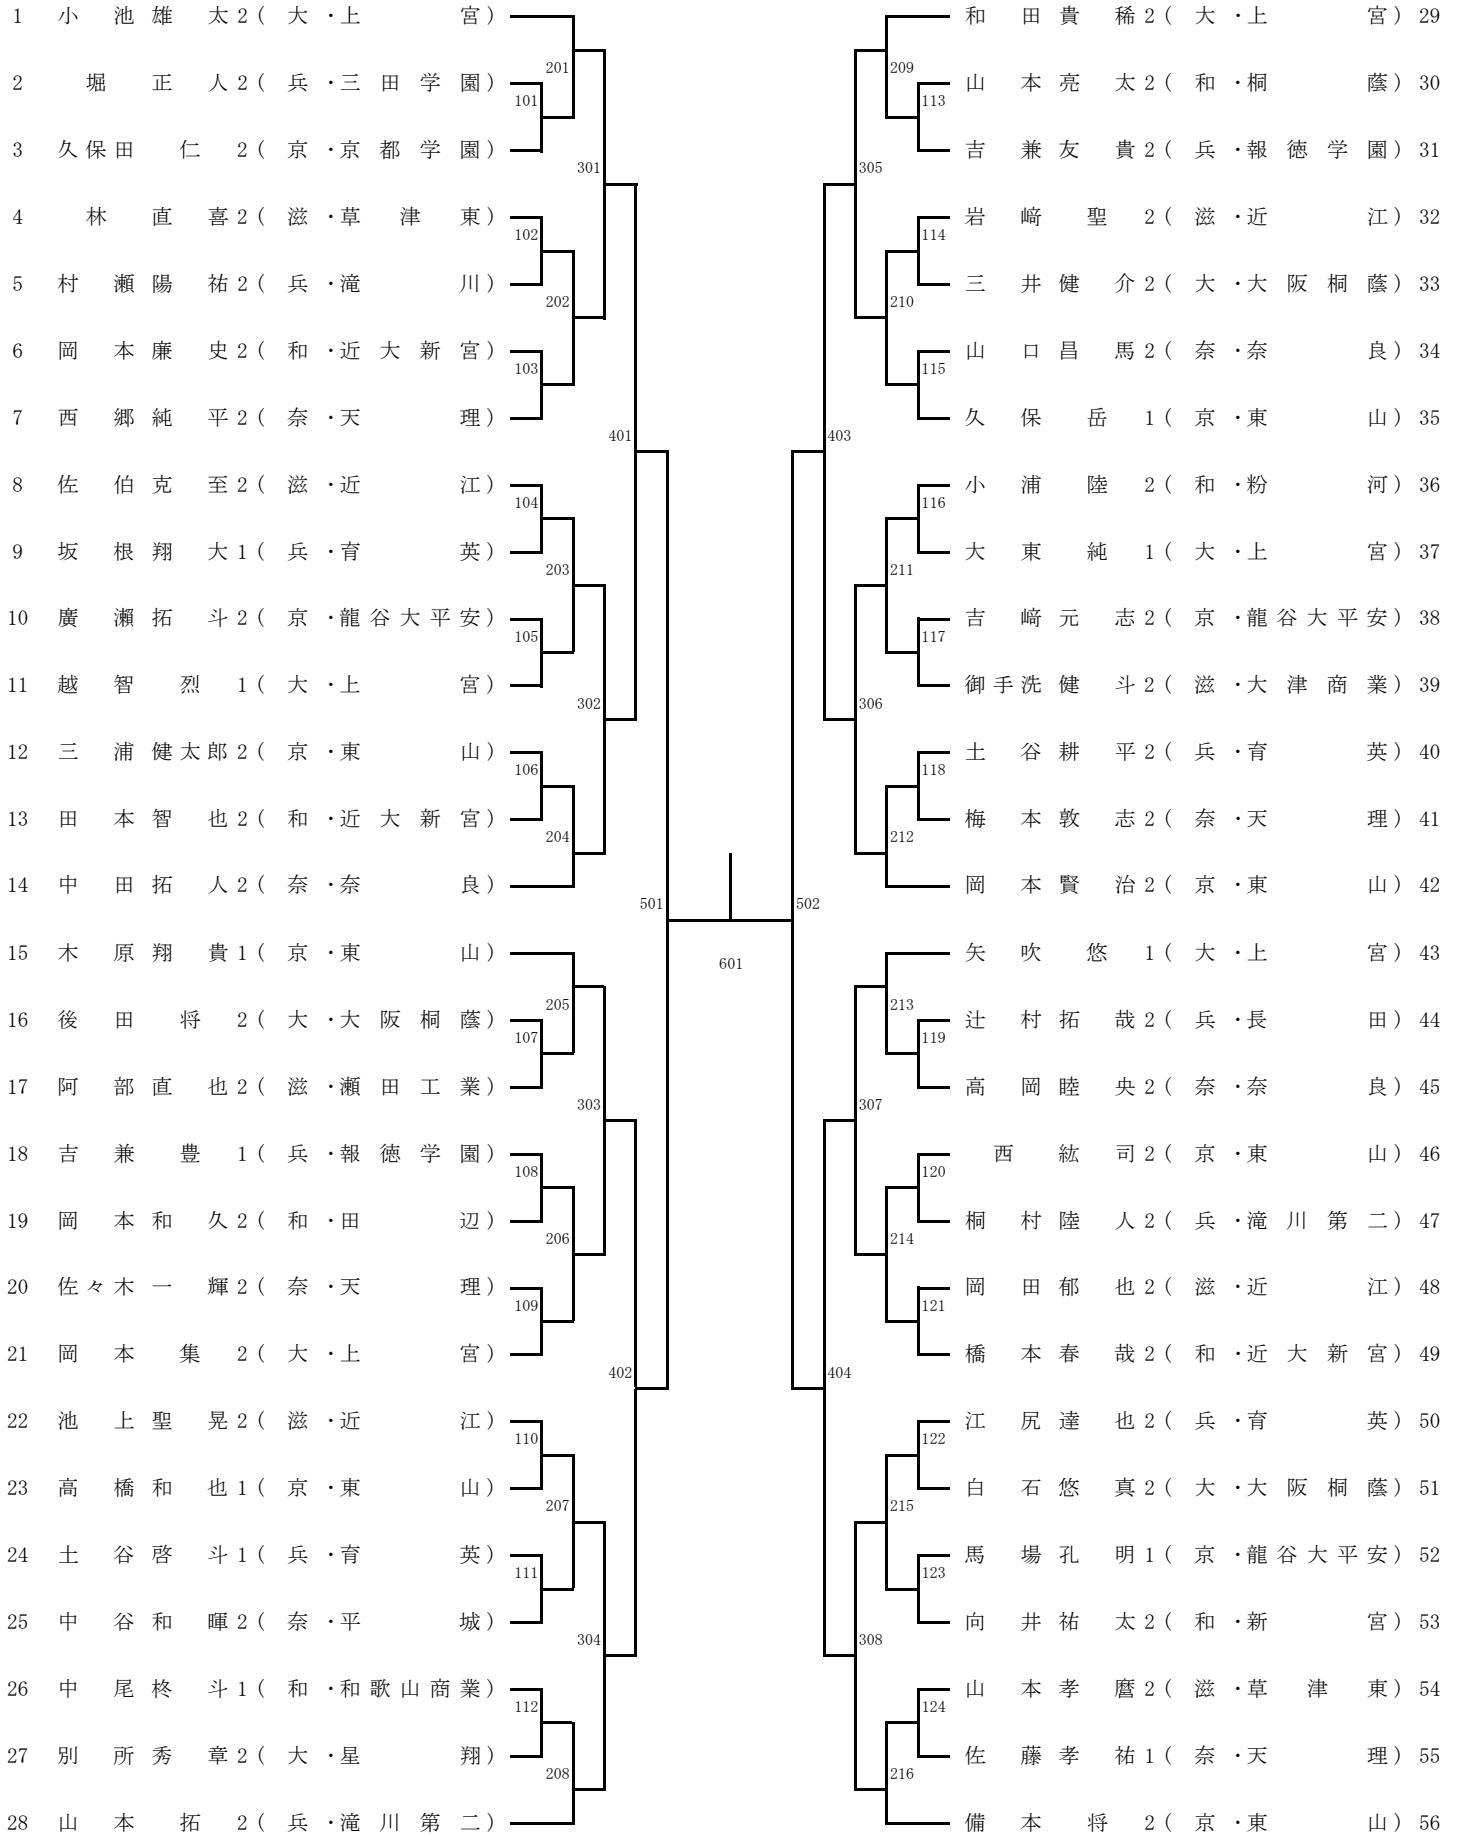 1 小池雄太2(大・上宮)
201
2 堀正人2(兵・三田学園)
101
3 久保田仁2(京・京都学園)
301
4 林直喜2(滋・草津東)
102
5 村瀬陽祐2(兵・滝川)
202
6 岡本廉史2(和・近大新宮)
103
7 西郷純平2(奈・天理)
401
8 佐伯克至2(滋・近江)
104
9 坂根翔大1(兵・育英)
203
10 廣瀬拓斗2(京・龍谷大平安)
105
11 越智烈1(大・上宮)
302
12 三浦健太郎2(京・東山)
106
13 田本智也2(和・近大新宮)
204
14 中田拓人2(奈・奈良)
501
15 木原翔貴1(京・東山)
205
16 後田将2(大・大阪桐蔭)
107
17 阿部直也2(滋・瀬田工業)
303
18 吉兼豊1(兵・報徳学園)
108
19 岡本和久2(和・田辺)
206
20 佐々木一輝2(奈・天理)
109
21 岡本集2(大・上宮)
402
22 池上聖晃2(滋・近江)
110
23 高橋和也1(京・東山)
207
24 土谷啓斗1(兵・育英)
111
25 中谷和暉2(奈・平城)
304
26 中尾柊斗1(和・和歌山商業)
112
27 別所秀章2(大・星翔)
208
28 山本拓2(兵・滝川第二)
601
和田貴稀2(大・上宮) 29
209
山本亮太2(和・桐蔭) 30
113
吉兼友貴2(兵・報徳学園) 31
305
岩﨑聖2(滋・近江) 32
114
三井健介2(大・大阪桐蔭) 33
210
山口昌馬2(奈・奈良) 34
115
久保岳1(京・東山) 35
403
小浦陸2(和・粉河) 36
116
大東純1(大・上宮) 37
211
吉﨑元志2(京・龍谷大平安) 38
117
御手洗健斗2(滋・大津商業) 39
306
土谷耕平2(兵・育英) 40
118
梅本敦志2(奈・天理) 41
212
岡本賢治2(京・東山) 42
502
矢吹悠1(大・上宮) 43
213
辻村拓哉2(兵・長田) 44
119
高岡睦央2(奈・奈良) 45
307
西紘司2(京・東山) 46
120
桐村陸人2(兵・滝川第二) 47
214
岡田郁也2(滋・近江) 48
121
橋本春哉2(和・近大新宮) 49
404
江尻達也2(兵・育英) 50
122
白石悠真2(大・大阪桐蔭) 51
215
馬場孔明1(京・龍谷大平安) 52
123
向井祐太2(和・新宮) 53
308
山本孝麿2(滋・草津東) 54
124
佐藤孝祐1(奈・天理) 55
216
備本将2(京・東山) 56